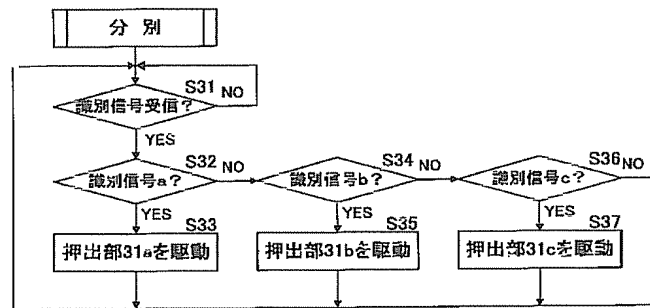 分 別
S31
NO
識別信号受信?
YES
S32
NO
識別信号a?
YES
S34
NO
識別信号b?
YES
S36
NO
識別信号c?
YES
S33
押出部31aを駆動
S35
押出部31bを駆動
S37
押出部31cを駆動